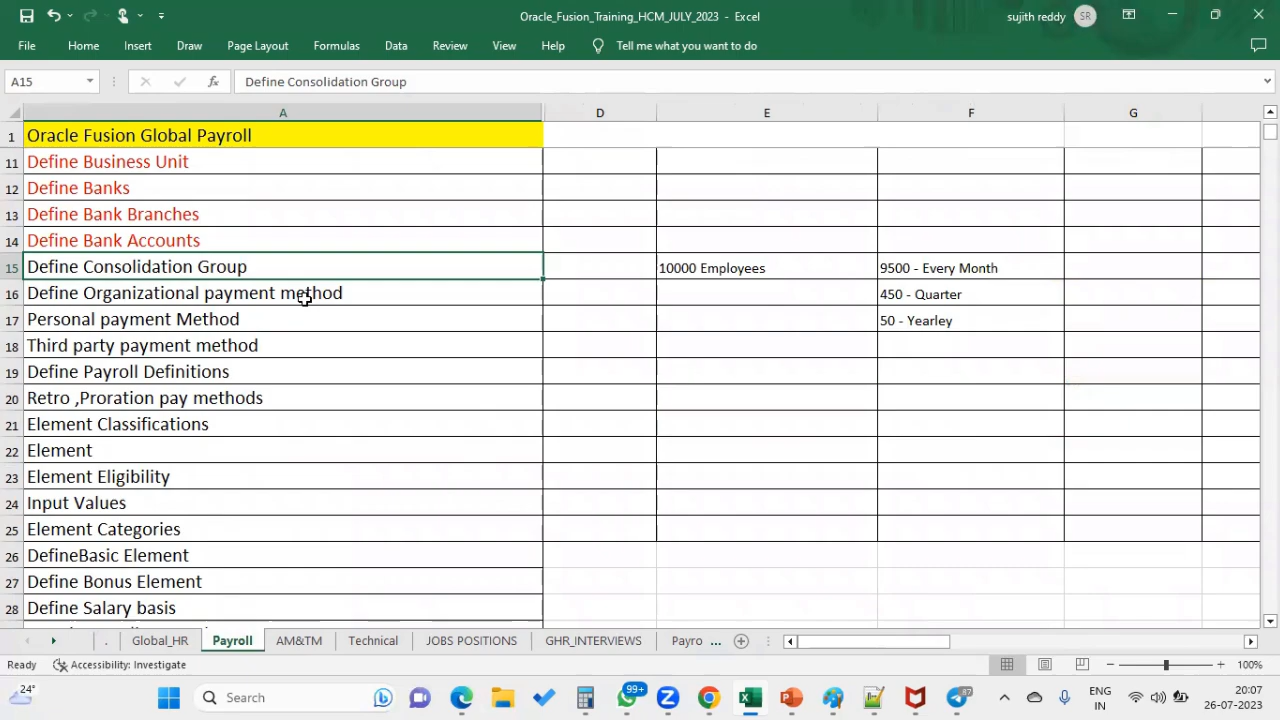 Oracle_Fusion_Training_HCM_JULY_2023 - Excel
sujith reddy SR
File Home Insert Draw Page Layout Formulas Data Review View Help Tell me what you want to do
A15 fx Define Consolidation Group
A D E F G
1 Oracle Fusion Global Payroll
11 Define Business Unit
12 Define Banks
13 Define Bank Branches
14 Define Bank Accounts
15 Define Consolidation Group 10000 Employees 9500 - Every Month
16 Define Organizational payment method 450 - Quarter
17 Personal payment Method 50 - Yearley
18 Third party payment method
19 Define Payroll Definitions
20 Retro ,Proration pay methods
21 Element Classifications
22 Element
23 Element Eligibility
24 Input Values
25 Element Categories
26 DefineBasic Element
27 Define Bonus Element
28 Define Salary basis
. Global_HR Payroll AM&TM Technical JOBS POSITIONS GHR_INTERVIEWS Payro ...
Ready Accessibility: Investigate 100%
24° Search 99+ 87 ENG 20:07
IN 26-07-2023